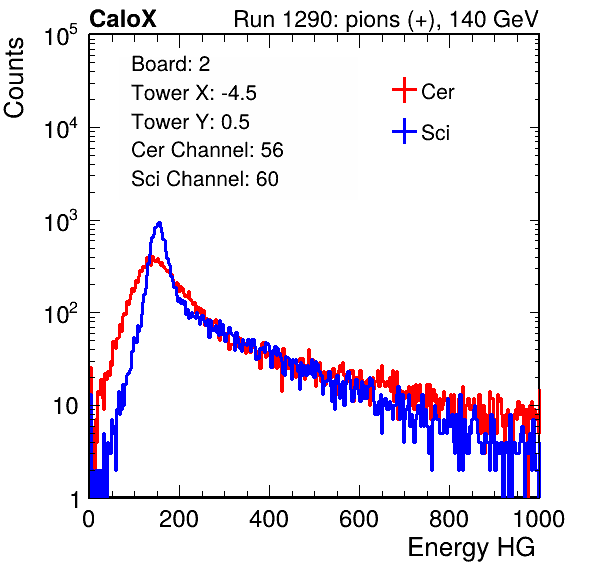 CaloX Run 1290: pions (+), 140 GeV
Counts
10^5
10^4
10^3
10^2
10
1
Board: 2
Tower X: -4.5
Tower Y: 0.5
Cer Channel: 56
Sci Channel: 60
Cer
Sci
0 200 400 600 800 1000
Energy HG